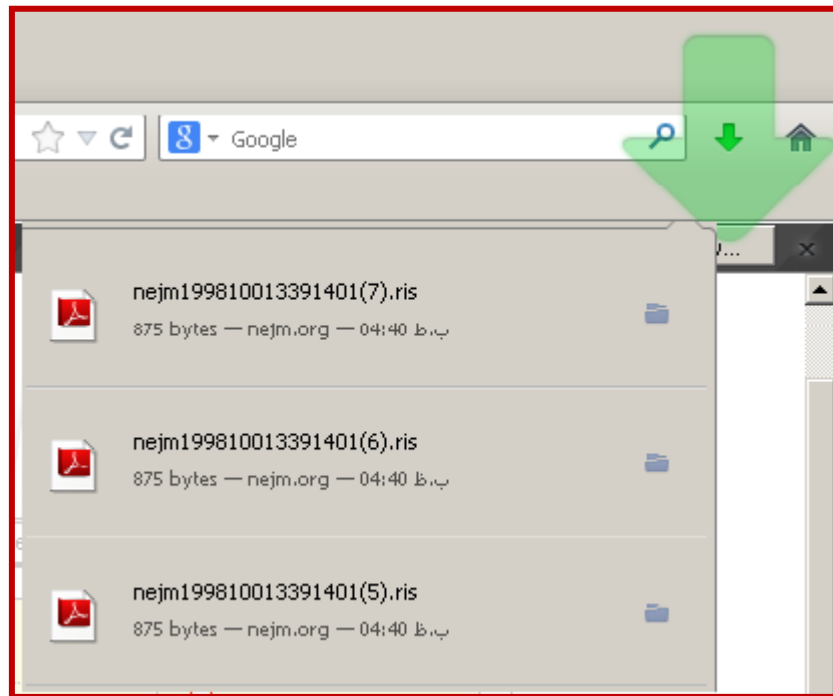 Google
nejm199810013391401(7).ris
875 bytes — nejm.org — 04:40 ب.ظ
nejm199810013391401(6).ris
875 bytes — nejm.org — 04:40 ب.ظ
nejm199810013391401(5).ris
875 bytes — nejm.org — 04:40 ب.ظ